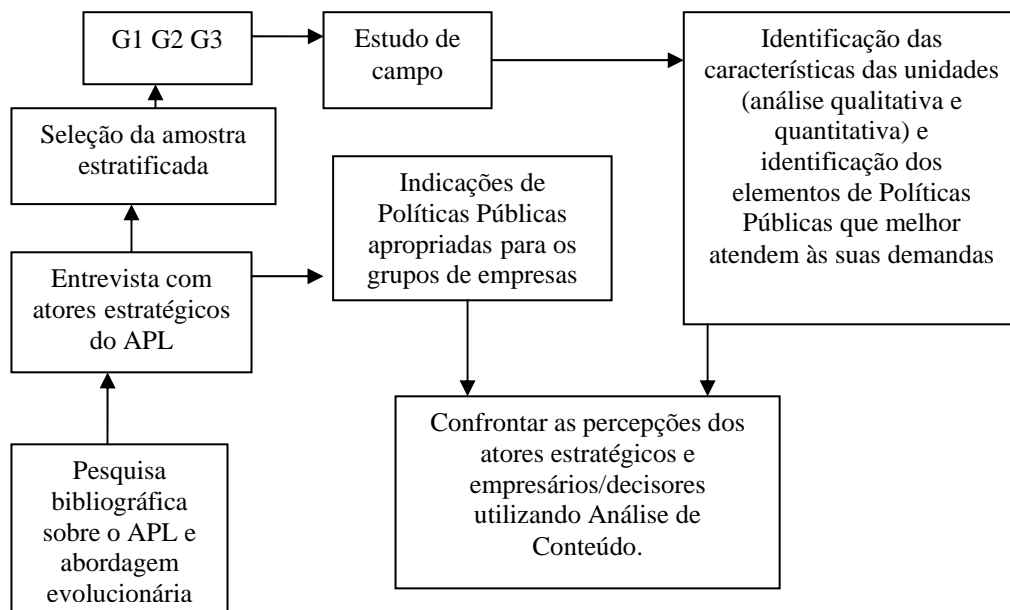 G1 G2 G3
Estudo de
campo
Identificação das
características das unidades
(análise qualitativa e
quantitativa) e
identificação dos
elementos de Políticas
Públicas que melhor
atendem às suas demandas
Seleção da amostra
estratificada
Indicações de
Políticas Públicas
apropriadas para os
grupos de empresas
Entrevista com
atores estratégicos
do APL
Confrontar as percepções dos
atores estratégicos e
empresários/decisores
utilizando Análise de
Conteúdo.
Pesquisa
bibliográfica
sobre o APL e
abordagem
evolucionária